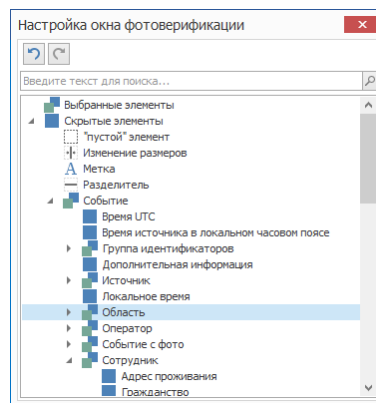 Настройка окна фотоверификации
Введите текст для поиска...
Выбранные элементы
Скрытые элементы
"пустой" элемент
Изменение размеров
Метка
Разделитель
Событие
Время UTC
Время источника в локальном часовом поясе
Группа идентификаторов
Дополнительная информация
Источник
Локальное время
Область
Оператор
Событие с фото
Сотрудник
Адрес проживания
Гражданство